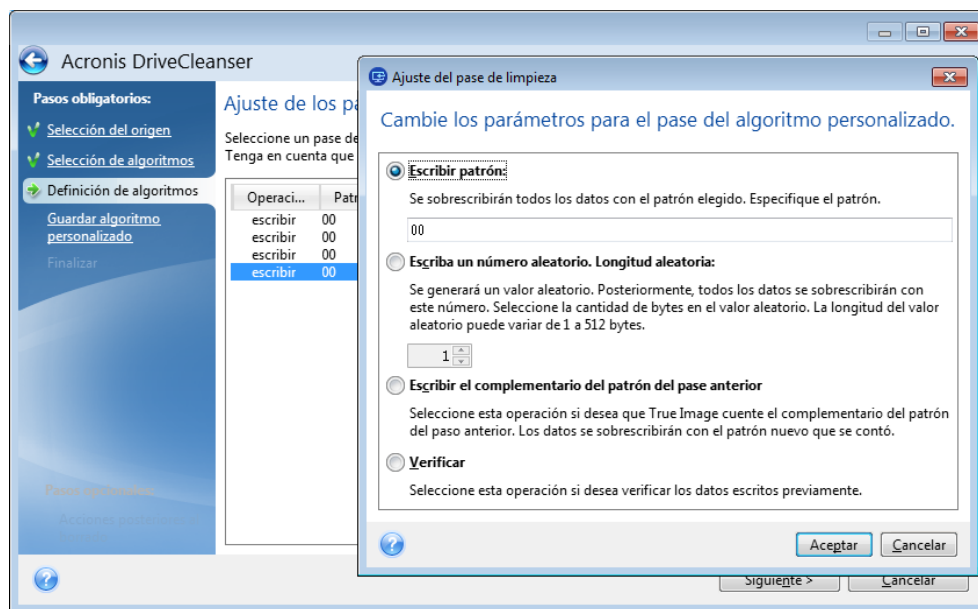 Acronis DriveCleanser
Pasos obligatorios:
Selección del origen
Selección de algoritmos
Definición de algoritmos
Guardar algoritmo
personalizado
Finalizar
Ajuste de los pa
Seleccione un pase de
Tenga en cuenta que
Operaci... Patr
escribir 00
escribir 00
escribir 00
escribir 00
Acciones
Ajuste del pase de limpieza
Cambie los parámetros para el pase del algoritmo personalizado.
Escribir patrón:
Se sobrescribirán todos los datos con el patrón elegido. Especifique el patrón.
00
Escriba un número aleatorio. Longitud aleatoria:
Se generará un valor aleatorio. Posteriormente, todos los datos se sobrescribirán con
este número. Seleccione la cantidad de bytes en el valor aleatorio. La longitud del valor
aleatorio puede variar de 1 a 512 bytes.
1
Escribir el complementario del patrón del pase anterior
Seleccione esta operación si desea que True Image cuente el complementario del patrón
del paso anterior. Los datos se sobrescribirán con el patrón nuevo que se contó.
Verificar
Seleccione esta operación si desea verificar los datos escritos previamente.
Aceptar Cancelar
Siguiente > Cancelar